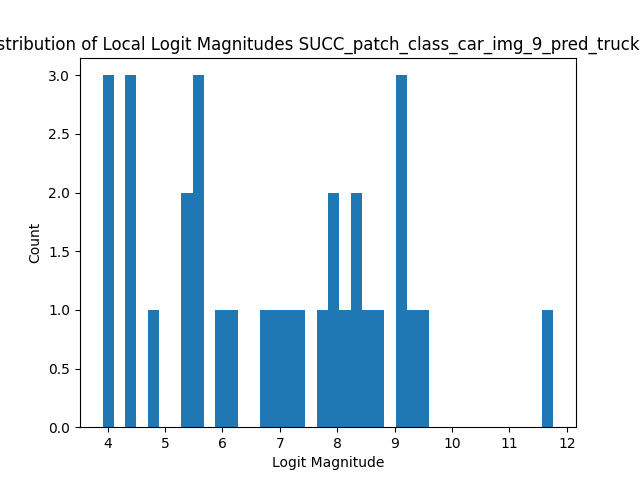 stribution of Local Logit Magnitudes SUCC_patch_class_car_img_9_pred_truck
3.0
2.5
2.0
1.5
1.0
0.5
0.0
Count
4 5 6 7 8 9 10 11 12
Logit Magnitude